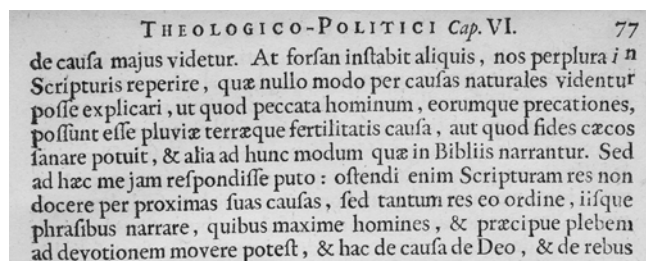 THEOLOGICO-POLITICI Cap. VI. 77
de cauſa majus videtur. At forſan inſtabit aliquis, nos perplura in
Scripturis reperire, quæ nullo modo per cauſas naturales videntur
poſſe explicari, ut quod peccata hominum, eorumque precationes,
poſſunt eſſe pluviæ terræque fertilitatis cauſa, aut quod fides cæcos
ſanare potuit, & alia ad hunc modum quæ in Bibliis narrantur. Sed
ad hæc me jam reſpondiſſe puto: oſtendi enim Scripturam res non
docere per proximas ſuas cauſas, ſed tantum res eo ordine, iiſque
phraſibus narrare, quibus maxime homines, & præcipue plebem
ad devotionem movere poteſt, & hac de cauſa de Deo, & de rebus